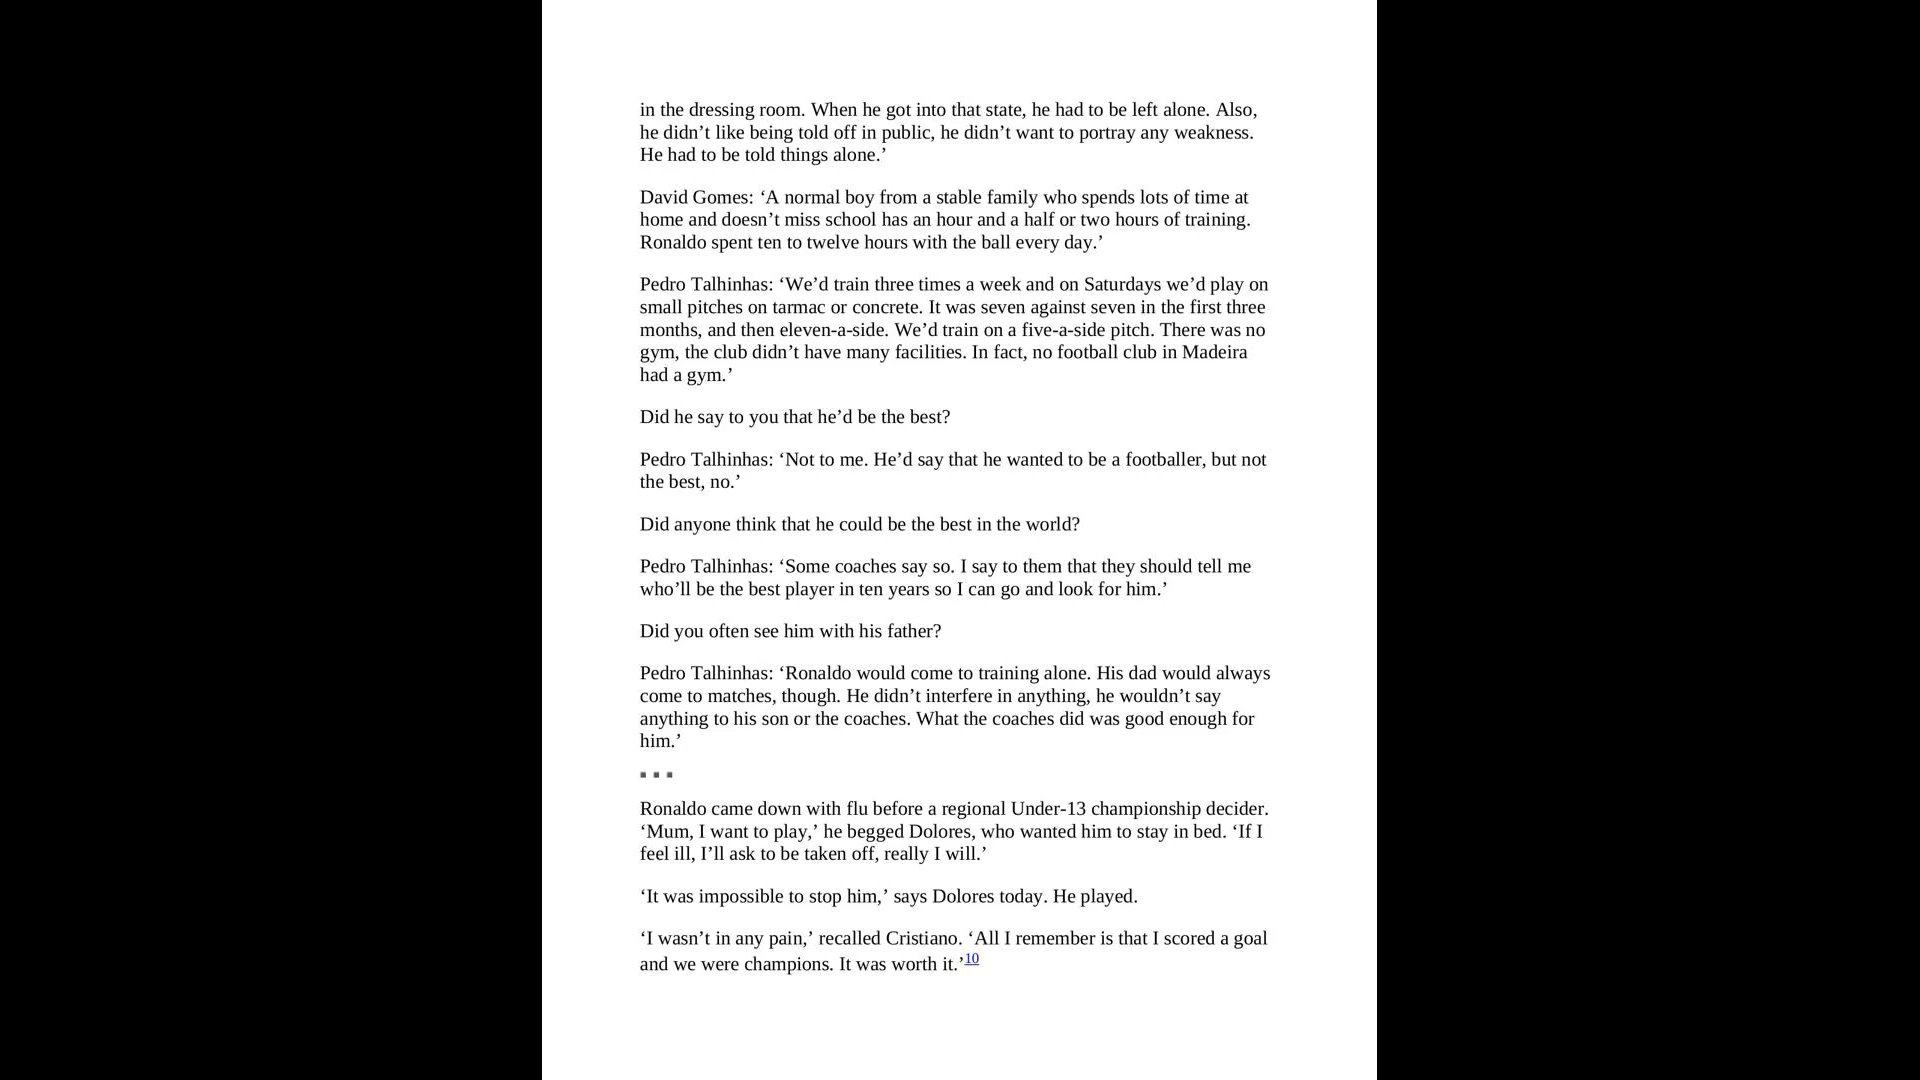 in the dressing room. When he got into that state, he had to be left alone. Also,
he didn’t like being told off in public, he didn’t want to portray any weakness.
He had to be told things alone.’
David Gomes: ‘A normal boy from a stable family who spends lots of time at
home and doesn’t miss school has an hour and a half or two hours of training.
Ronaldo spent ten to twelve hours with the ball every day.’
Pedro Talhinhas: ‘We’d train three times a week and on Saturdays we’d play on
small pitches on tarmac or concrete. It was seven against seven in the first three
months, and then eleven-a-side. We’d train on a five-a-side pitch. There was no
gym, the club didn’t have many facilities. In fact, no football club in Madeira
had a gym.’
Did he say to you that he’d be the best?
Pedro Talhinhas: ‘Not to me. He’d say that he wanted to be a footballer, but not
the best, no.’
Did anyone think that he could be the best in the world?
Pedro Talhinhas: ‘Some coaches say so. I say to them that they should tell me
who’ll be the best player in ten years so I can go and look for him.’
Did you often see him with his father?
Pedro Talhinhas: ‘Ronaldo would come to training alone. His dad would always
come to matches, though. He didn’t interfere in anything, he wouldn’t say
anything to his son or the coaches. What the coaches did was good enough for
him.’
▪ ▪ ▪
Ronaldo came down with flu before a regional Under-13 championship decider.
‘Mum, I want to play,’ he begged Dolores, who wanted him to stay in bed. ‘If I
feel ill, I’ll ask to be taken off, really I will.’
‘It was impossible to stop him,’ says Dolores today. He played.
‘I wasn’t in any pain,’ recalled Cristiano. ‘All I remember is that I scored a goal
and we were champions. It was worth it.’10